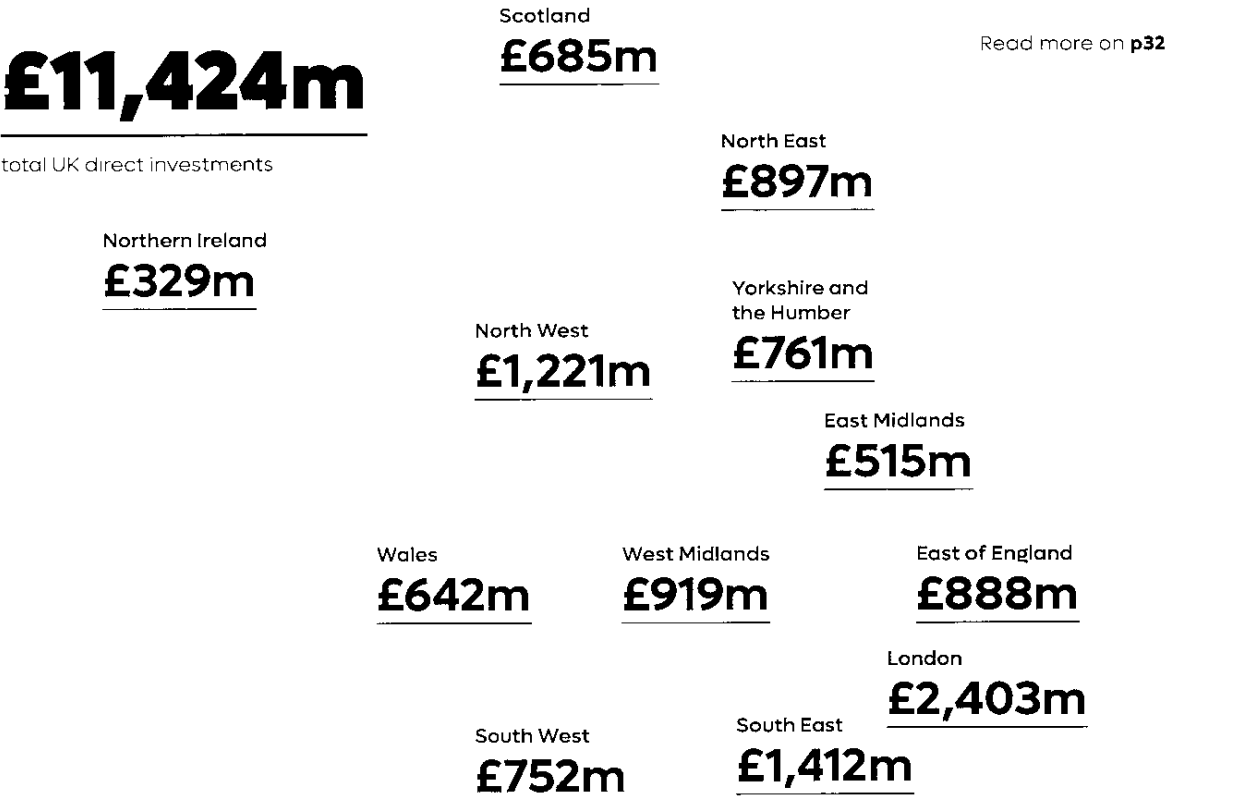 £11,424m
total UK direct investments
Scotland
£685m
Read more on p32
North East
£897m
Northern Ireland
£329m
Yorkshire and
the Humber
£761m
North West
£1,221m
East Midlands
£515m
Wales
£642m
West Midlands
£919m
East of England
£888m
London
£2,403m
South East
£1,412m
South West
£752m